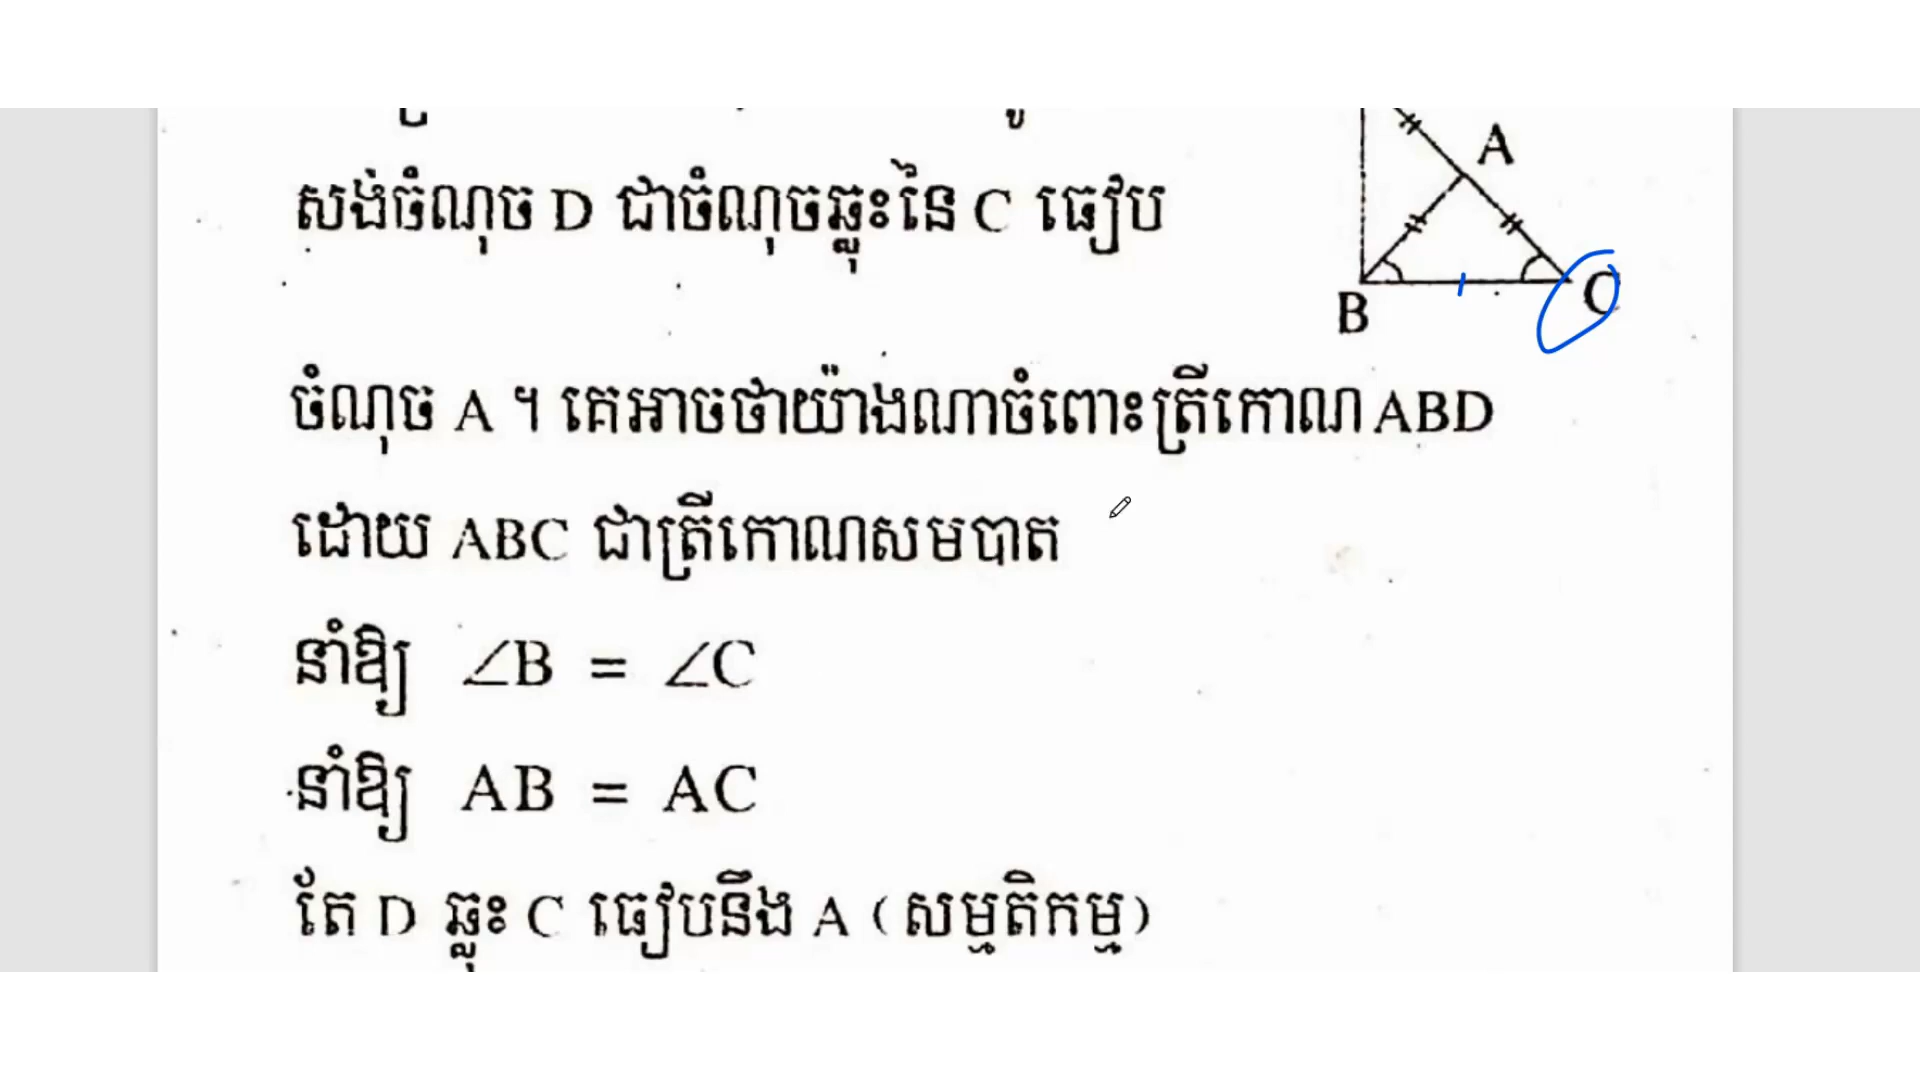 A
សង់ចំណុច D ជាចំណុចឆ្លុះនៃ C ធៀប
B
C
ចំណុច A ។ គេអាចថាយ៉ាងណាចំពោះត្រីកោណ ABD
ដោយ ABC ជាត្រីកោណសមបាត
នាំឱ្យ ∠B = ∠C
នាំឱ្យ AB = AC
តែ D ឆ្លុះ C ធៀបនឹង A ( សម្មតិកម្ម )